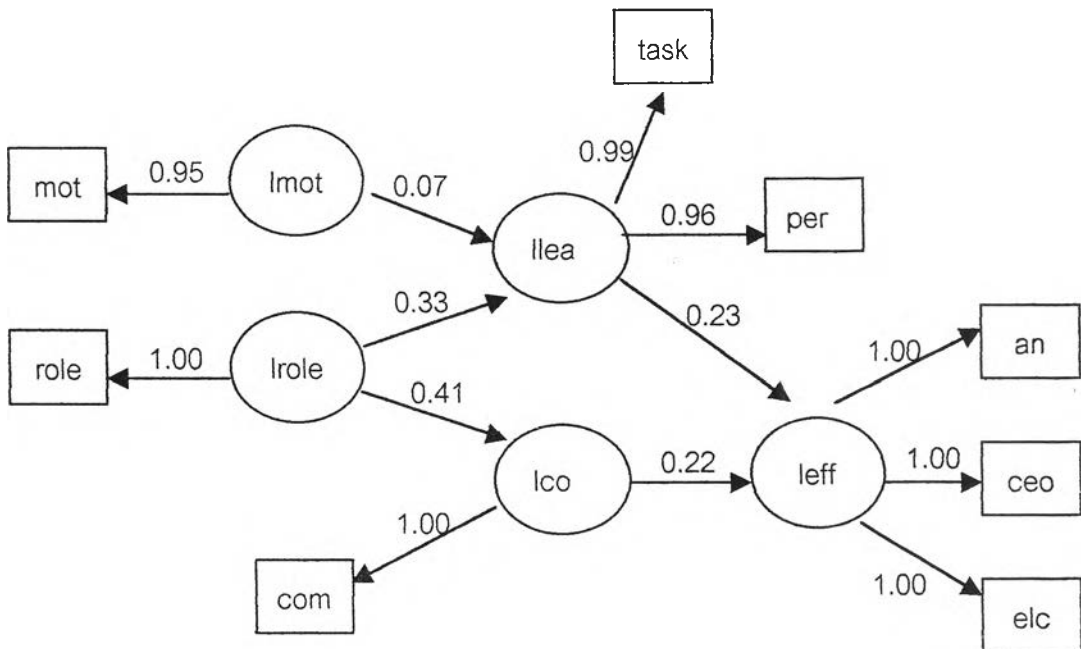 task
0.99
mot
0.95
lmot
0.07
llea
0.96
per
0.33
0.23
role
1.00
lrole
0.41
1.00
an
lco
0.22
leff
1.00
ceo
1.00
com
1.00
elc